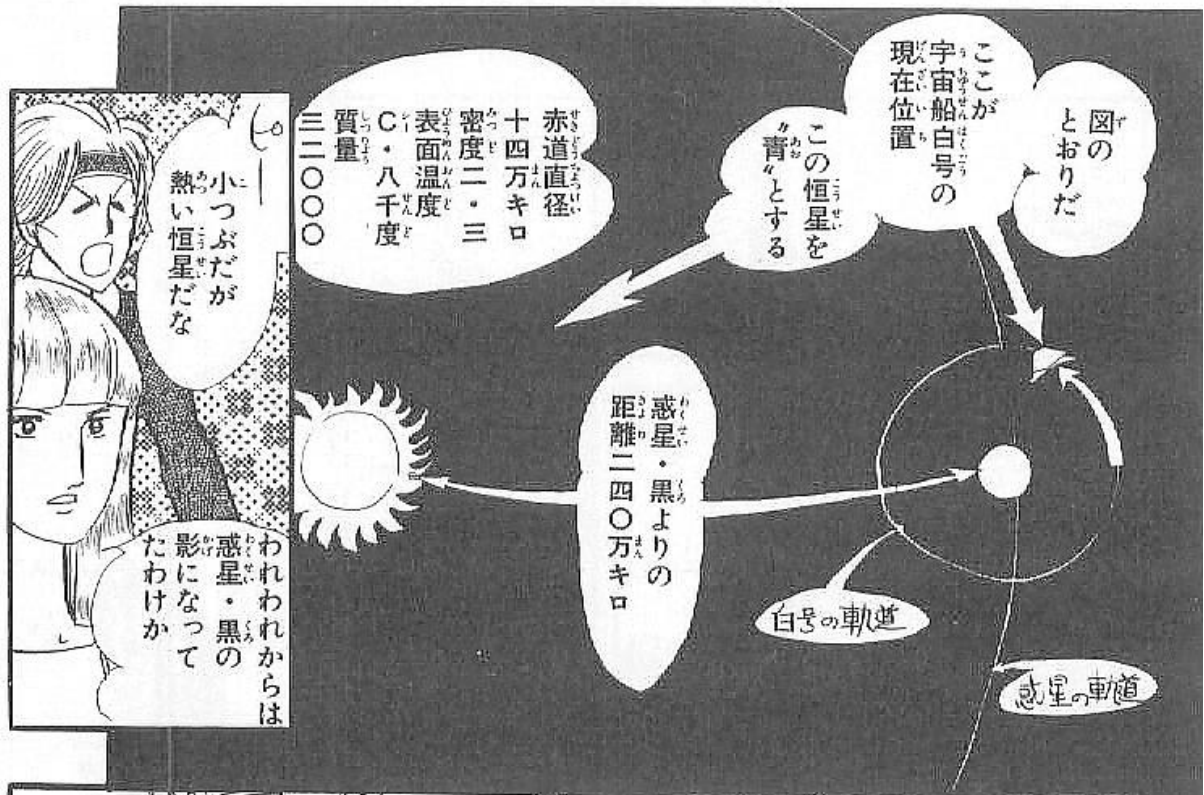 図の
とおりだ
ここが
宇宙船白号の
現在位置
この恒星を
“青”とする
赤道直径
十四万キロ
密度二・三
表面温度
C・八千度
質量
三二〇〇〇
惑星・黒よりの
距離二四〇万キロ
白号の軌道
惑星の軌道
ピー
小つぶだが
熱い恒星だな
われわれからは
惑星・黒の
影になって
たわけか